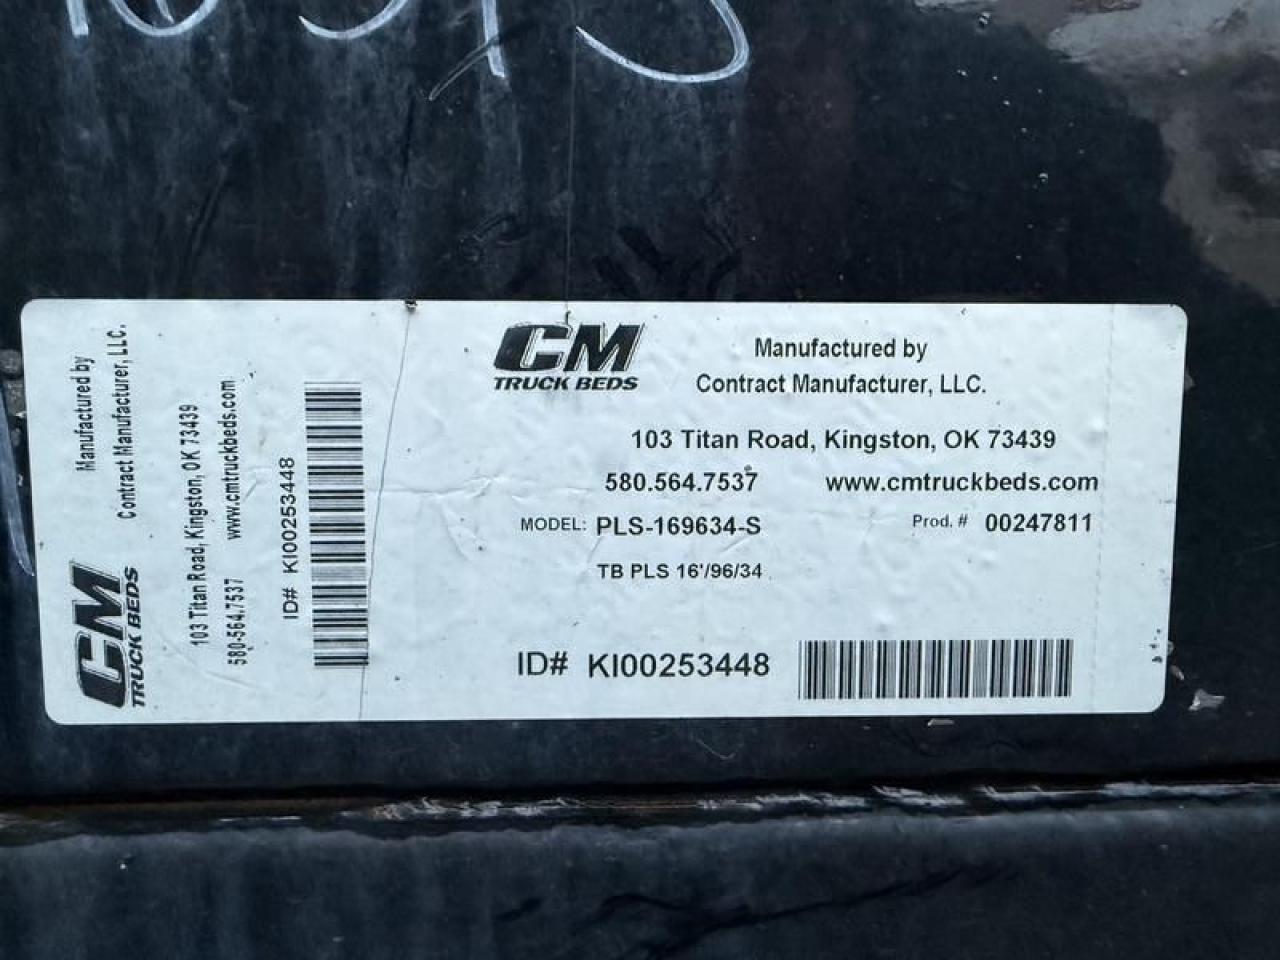 Manufactured by
Contract Manufacturer, LLC.
103 Titan Road, Kingston, OK 73439
580-564.7537 www.cmtruckbeds.com
ID# KI00253448
CM
TRUCK BEDS
CM
TRUCK BEDS
Manufactured by
Contract Manufacturer, LLC.
103 Titan Road, Kingston, OK 73439
580.564.7537 www.cmtruckbeds.com
MODEL: PLS-169634-S Prod. # 00247811
TB PLS 16'/96/34
ID# KI00253448